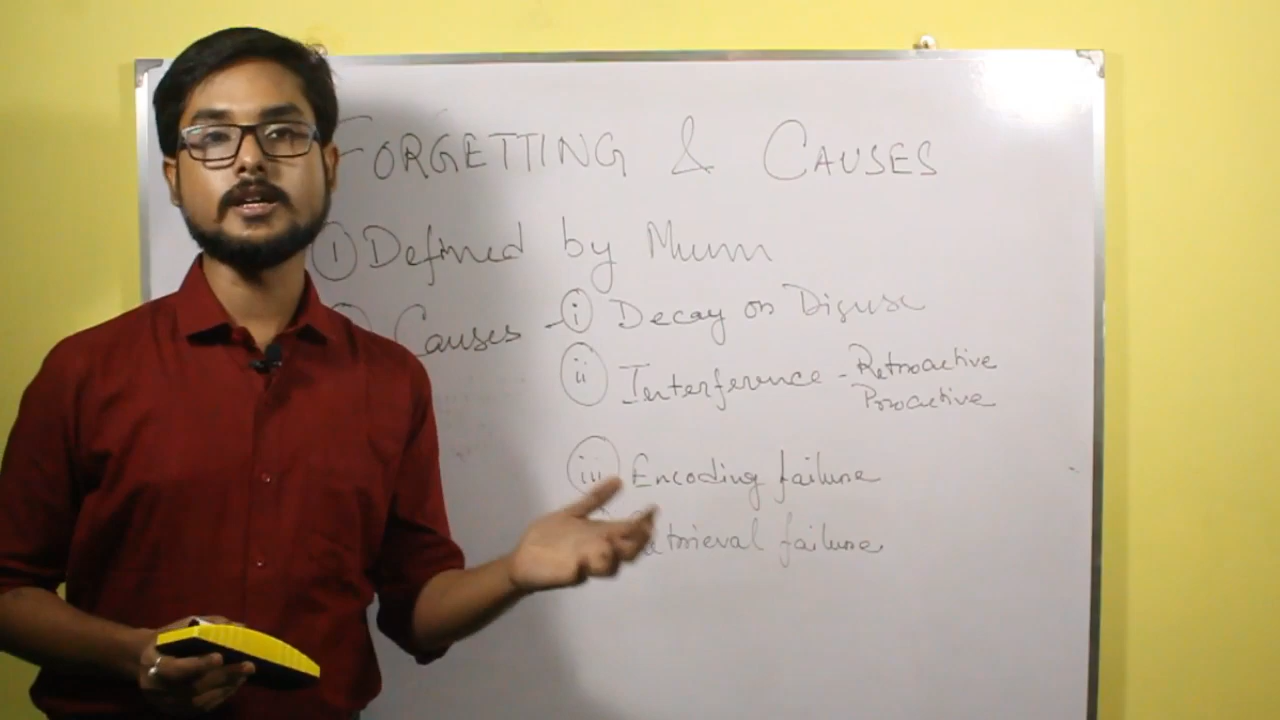 FORGETTING & CAUSES
① Defined by Munn
Causes - ⓘ Decay or Disuse
ⅱ Interference - Retroactive
Proactive
ⅲ Encoding failure
Retrieval failure